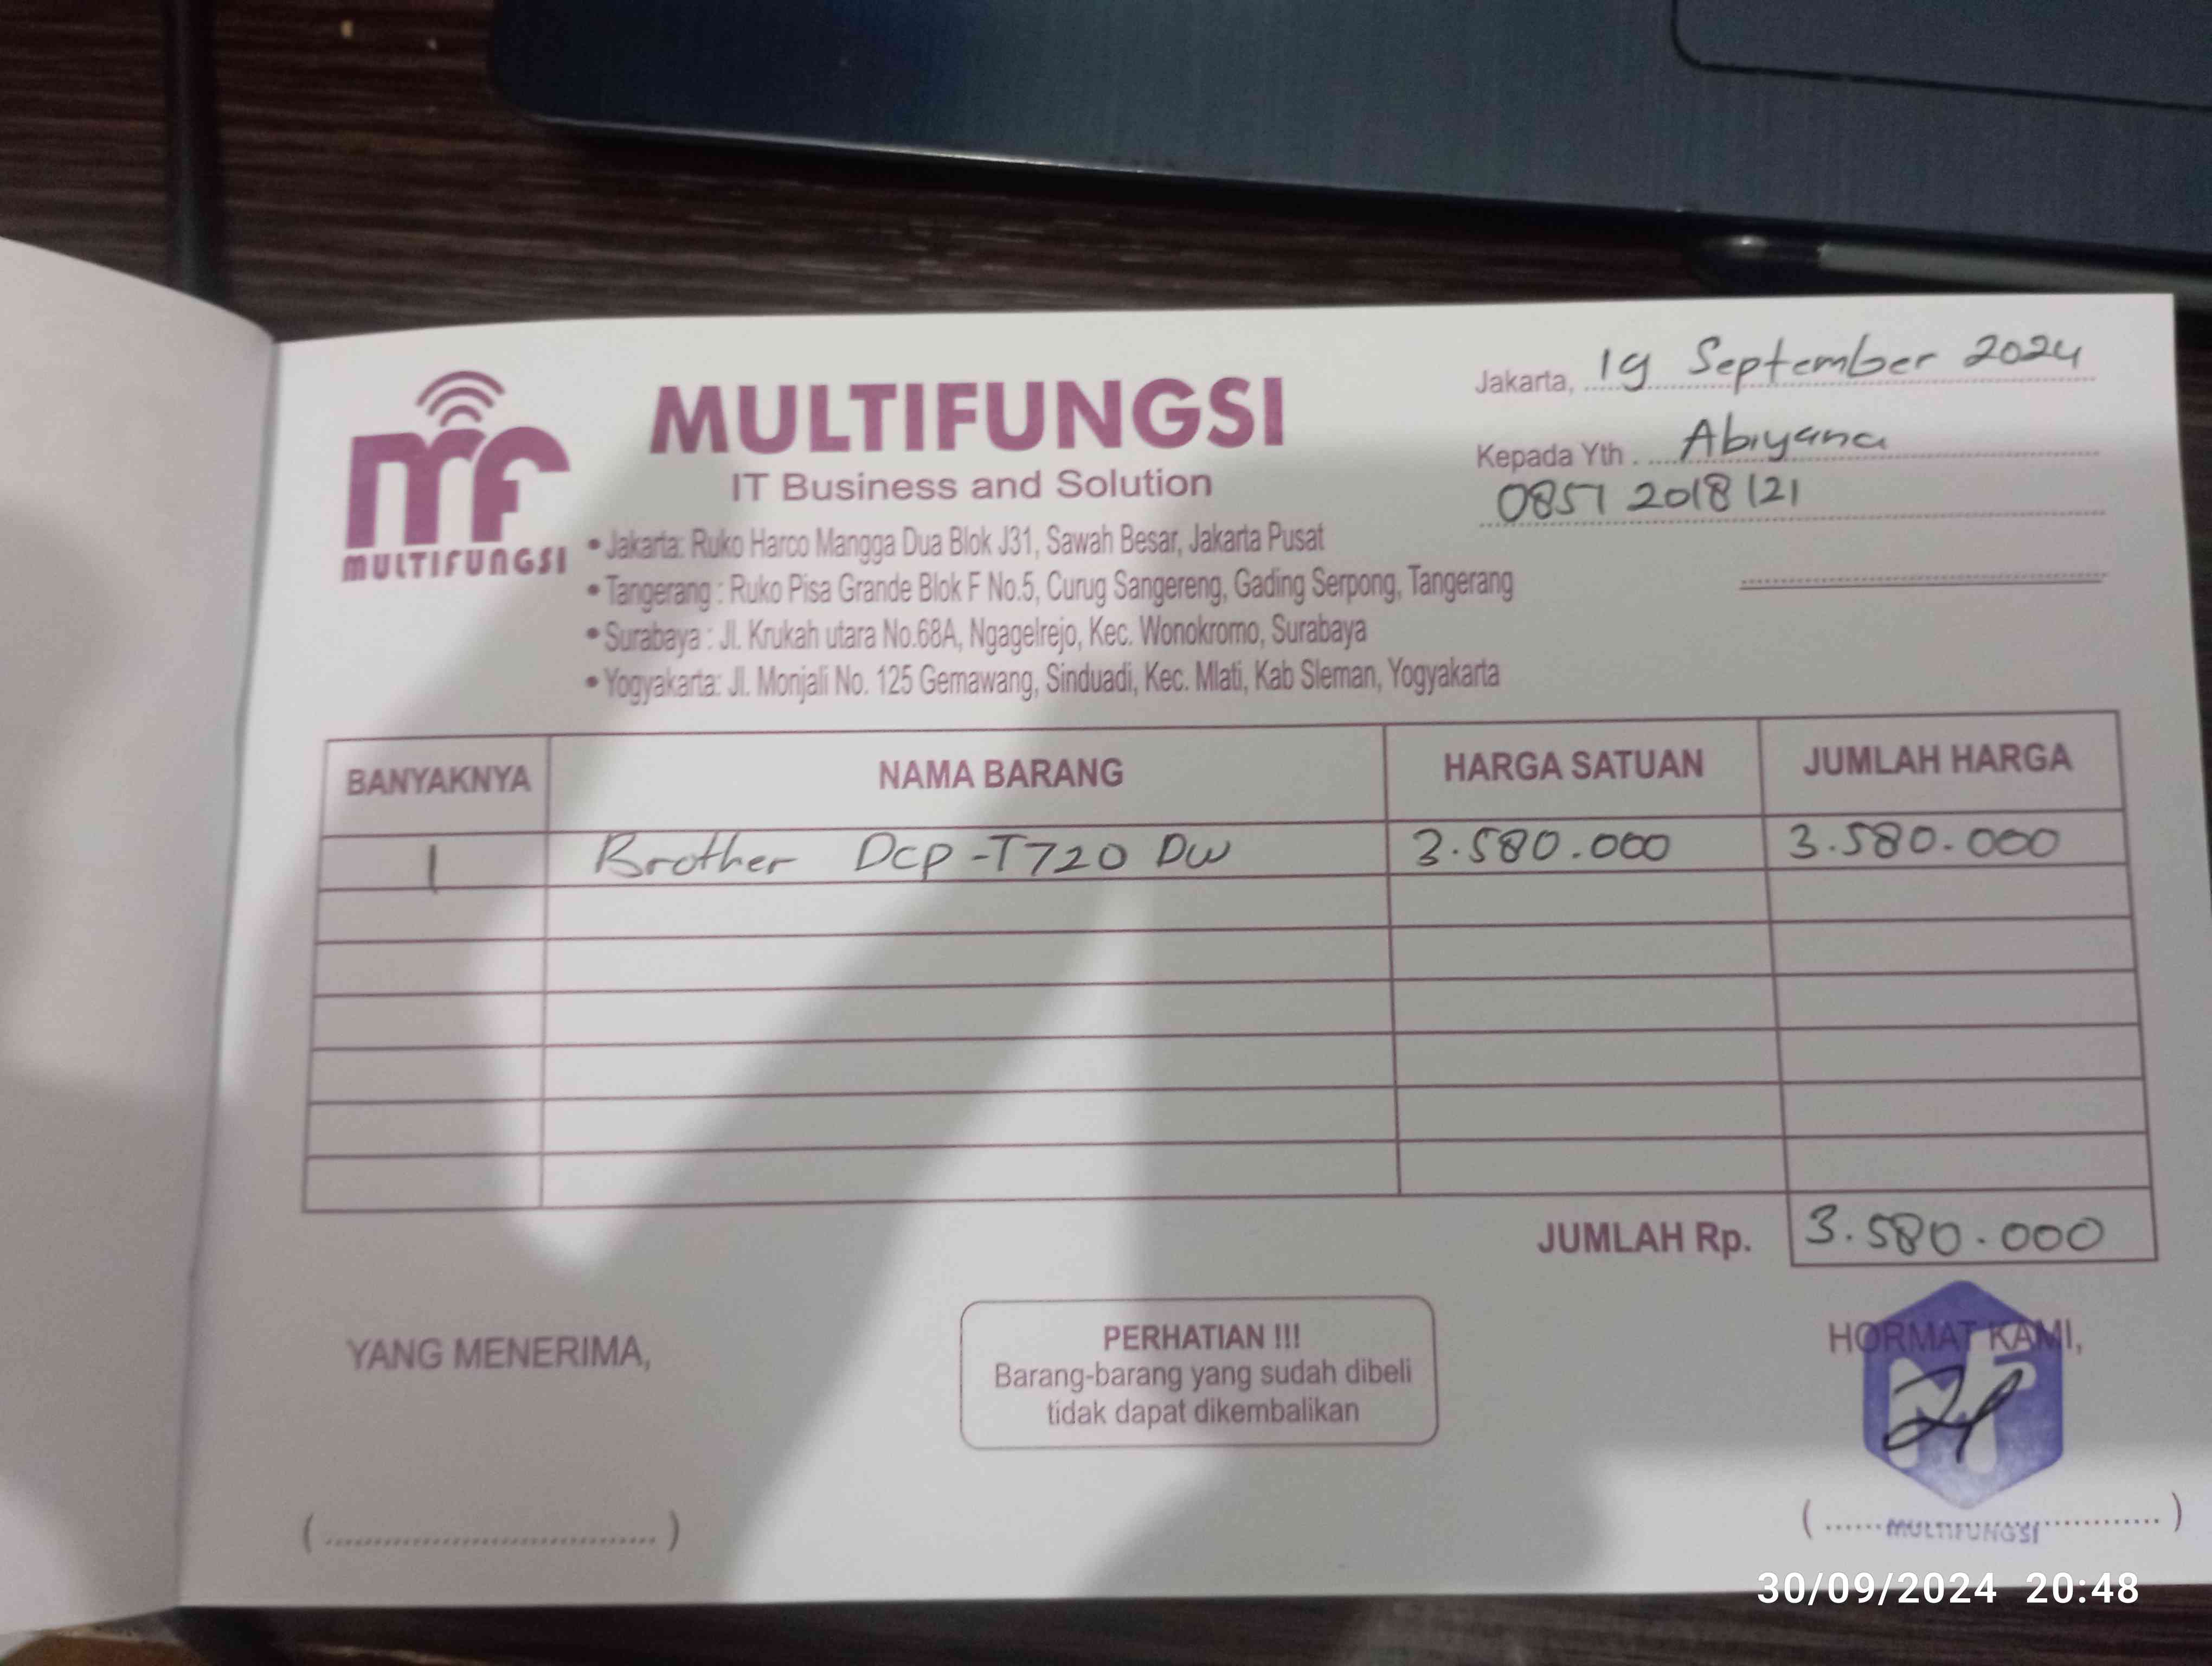 MULTIFUNGSI
MULTIFUNGSI
IT Business and Solution
• Jakarta: Ruko Harco Mangga Dua Blok J31, Sawah Besar, Jakarta Pusat
• Tangerang : Ruko Pisa Grande Blok F No.5, Curug Sangereng, Gading Serpong, Tangerang
• Surabaya : Jl. Krukah utara No.68A, Ngagelrejo, Kec. Wonokromo, Surabaya
• Yogyakarta: Jl. Monjali No. 125 Gemawang, Sinduadi, Kec. Mlati, Kab Sleman, Yogyakarta
Jakarta, 19 September 2024
Kepada Yth. Abiyana
0851 2018 121
BANYAKNYA NAMA BARANG HARGA SATUAN JUMLAH HARGA
1 Brother DCP-T720 DW 3.580.000 3.580.000
JUMLAH Rp. 3.580.000
YANG MENERIMA,
PERHATIAN !!!
Barang-barang yang sudah dibeli
tidak dapat dikembalikan
HORMAT KAMI,
MULTIFUNGSI
30/09/2024 20:48